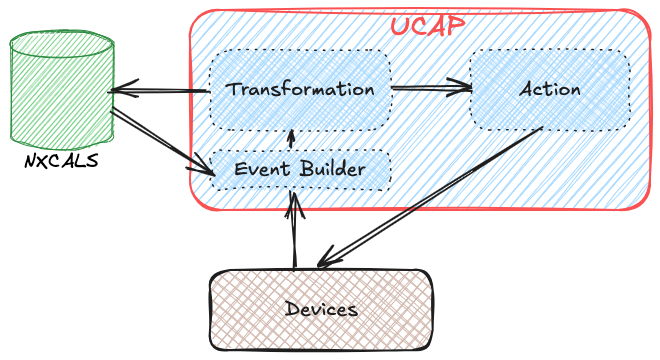 UCAP
Transformation
Action
NXCALS
Event Builder
Devices